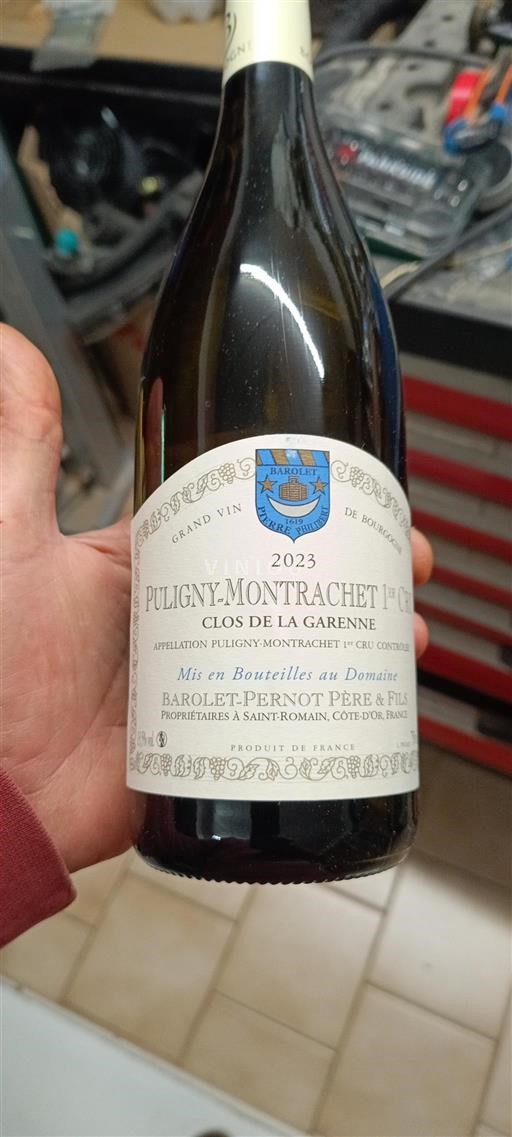 GRAND VIN DE BOURGOGNE
BAROLET
1619
PIERRE PHILIBERT
2023
PULIGNY-MONTRACHET 1ER
CLOS DE LA GARENNE
APPELLATION PULIGNY-MONTRACHET 1ER CRU CONTRÔLÉE
Mis en Bouteilles au Domaine
BAROLET-PERNOT PÈRE & FILS
PROPRIÉTAIRES À SAINT-ROMAIN, CÔTE-D'OR, FRANCE
PRODUIT DE FRANCE